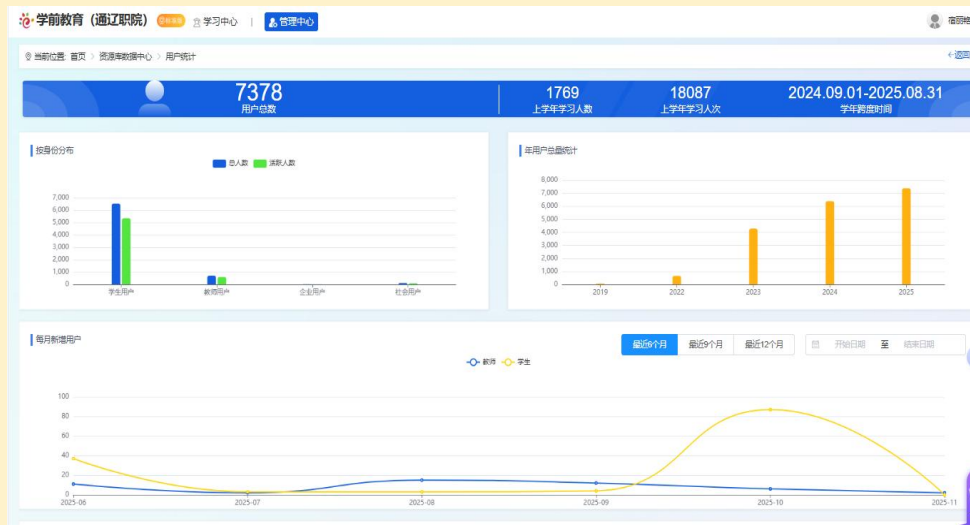 学前教育（通辽职院） 学习中心 | 管理中心
当前位置: 首页 > 资源库数据中心 > 用户统计 返回
7378 1769 18087 2024.09.01-2025.08.31
用户总数 上学年学习人数 上学年学习人次 学年跨度时间
按身份分布
总人数 活跃人数
7,000
6,000
5,000
4,000
3,000
2,000
1,000
0
学生用户 教师用户 企业用户 社会用户
年用户总量统计
8,000
7,000
6,000
5,000
4,000
3,000
2,000
1,000
0
2019 2022 2023 2024 2025
每月新增用户
最近6个月 最近9个月 最近12个月 开始日期 至 结束日期
教师 学生
100
80
60
40
20
0
2025-06 2025-07 2025-08 2025-09 2025-10 2025-11